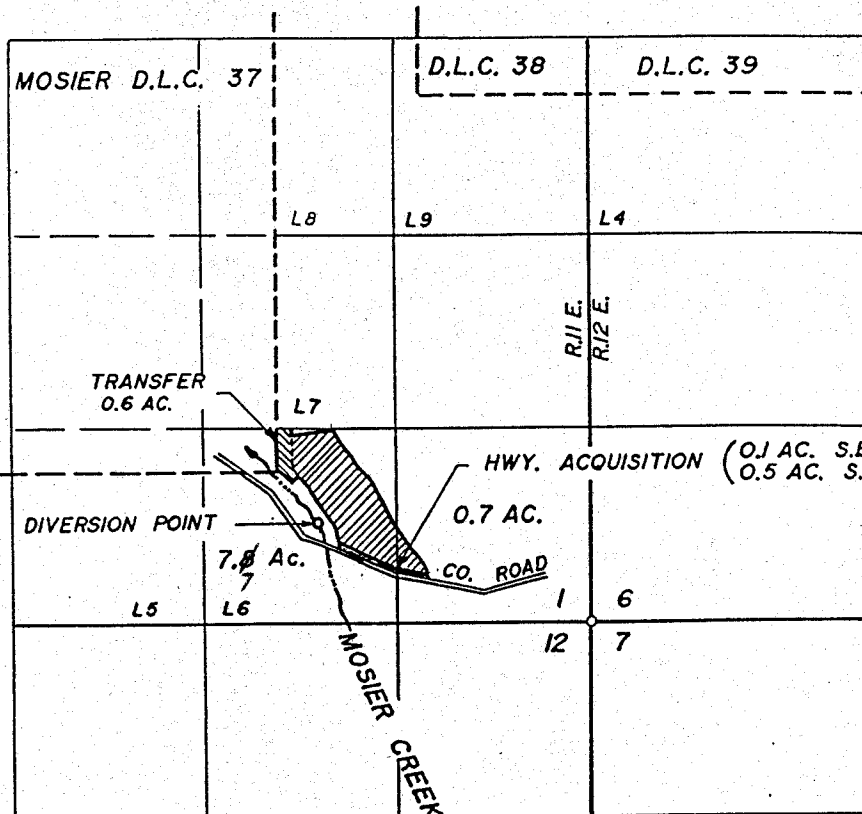 MOSIER D.L.C. 37
D.L.C. 38
D.L.C. 39
L8
L9
L4
R.11 E.
R.12 E.
TRANSFER
0.6 AC.
L7
HWY. ACQUISITION (0.1 AC. S.E
0.5 AC. S.
0.7 AC.
DIVERSION POINT
7.8 Ac.
7
CO. ROAD
L5
L6
1
6
12
7
MOSIER CREEK